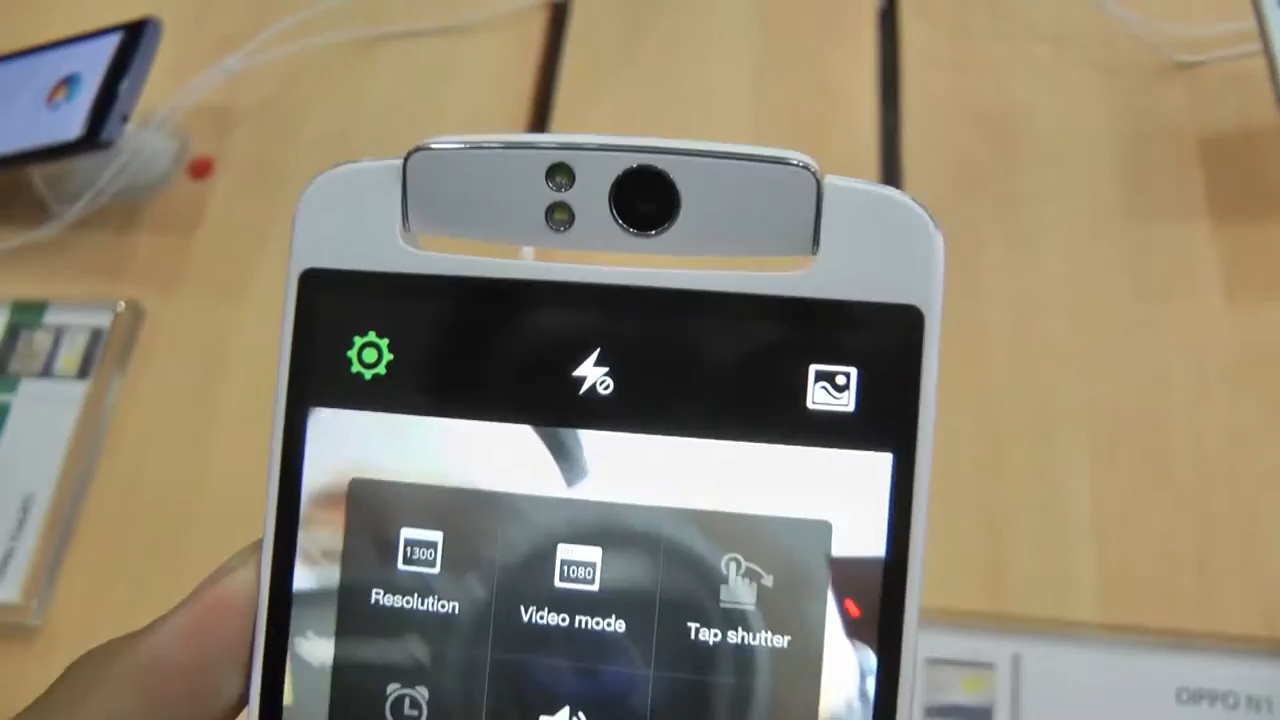 1300
1080
Resolution
Video mode
Tap shutter
OPPO N1